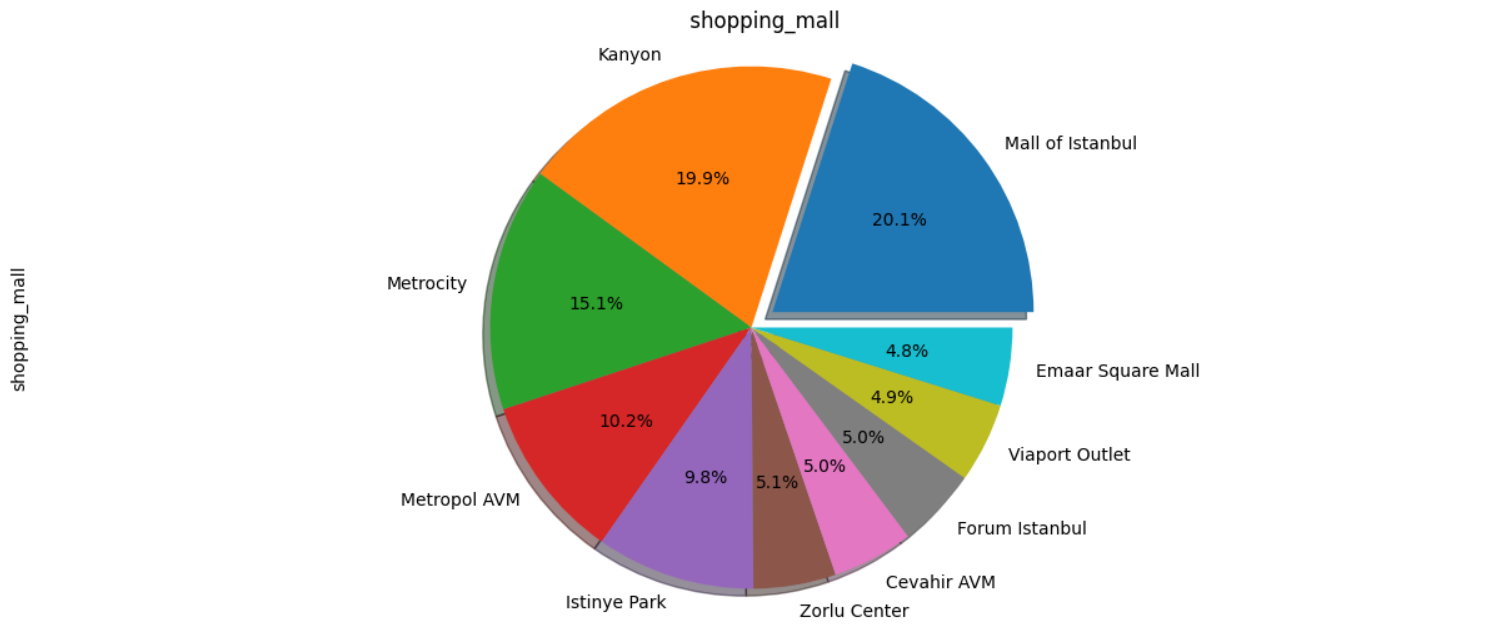 shopping_mall
Kanyon
Mall of Istanbul
19.9%
20.1%
Metrocity
15.1%
shopping_mall
4.8%
Emaar Square Mall
4.9%
10.2%
5.0%
Viaport Outlet
5.0%
9.8%
5.1%
Metropol AVM
Forum Istanbul
Cevahir AVM
Istinye Park
Zorlu Center